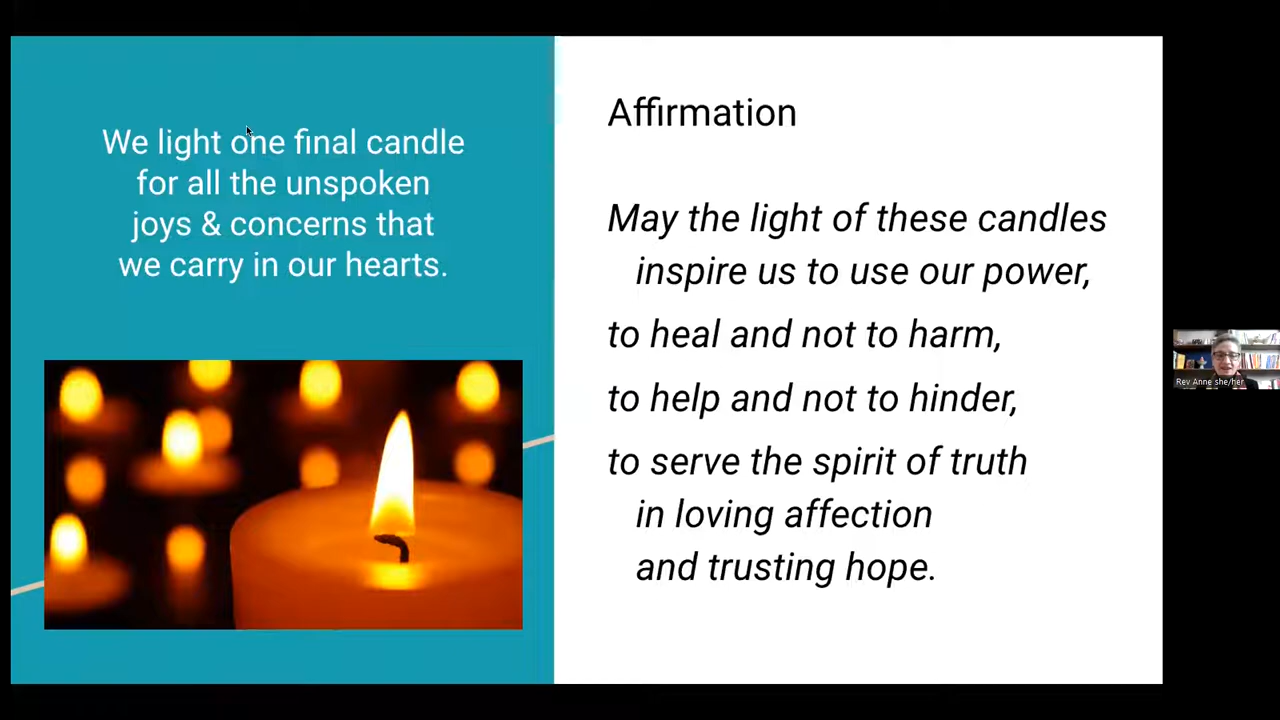 We light one final candle
for all the unspoken
joys & concerns that
we carry in our hearts.
Affirmation
May the light of these candles
inspire us to use our power,
to heal and not to harm,
to help and not to hinder,
to serve the spirit of truth
in loving affection
and trusting hope.
Rev Anne she/her